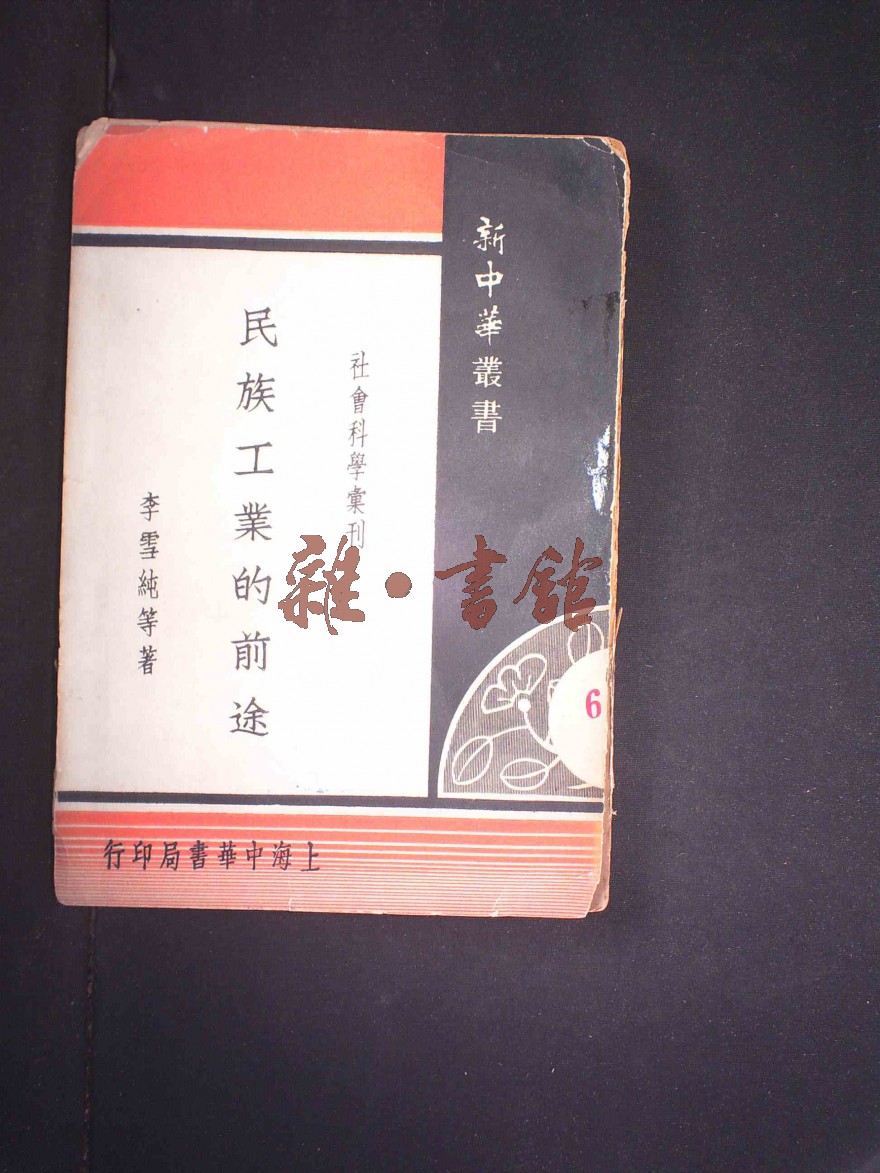 新中華叢書
社會科學彙刊
民族工業的前途
李雪純等著
6
上海中華書局印行
雜·書館